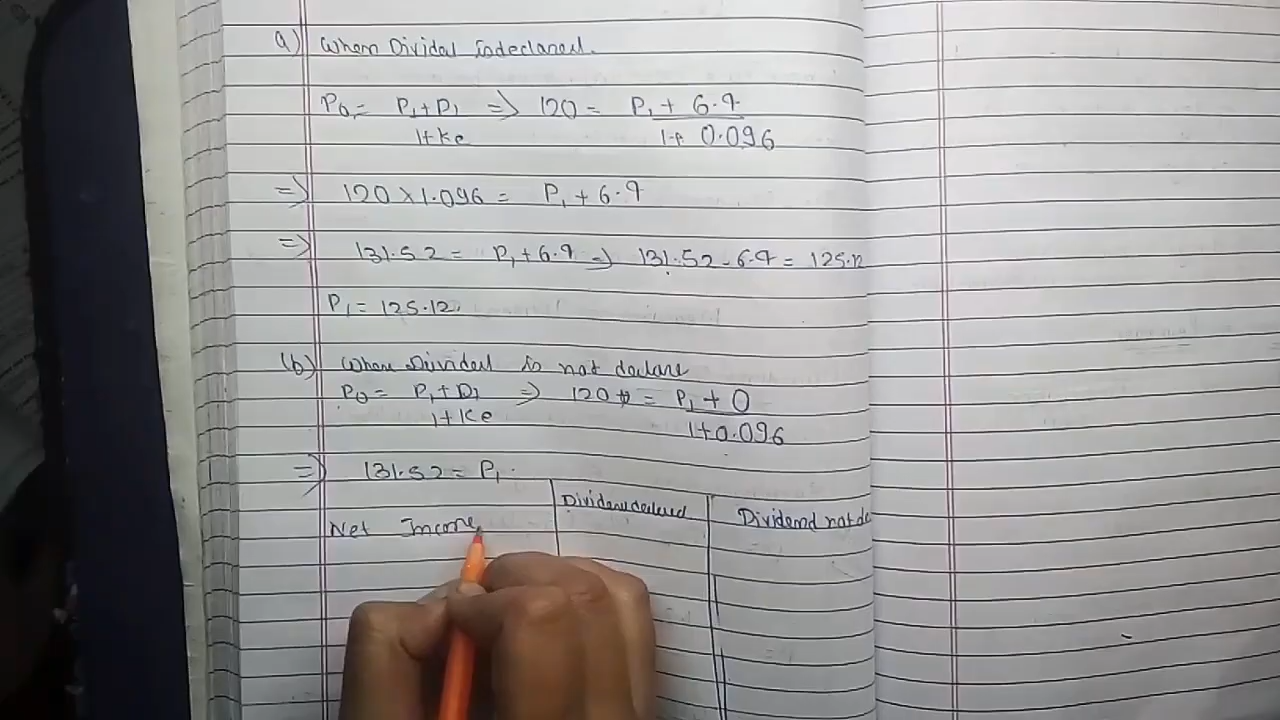 a) When Dividal is declared.
P0 = P1+D1 => 120 = P1 + 6.4
1+Ke 1+ 0.096
=> 120 × 1.096 = P1 + 6.4
=> 131.52 = P1 + 6.4 => 131.52 - 6.4 = 125.12
P1 = 125.12.
(b) When Dividal is not declare
P0 = P1+D1 => 120 = P1 + 0
1+Ke 1+0.096
=> 131.52 = P1.
Dividend declared Dividend not de
Net Income